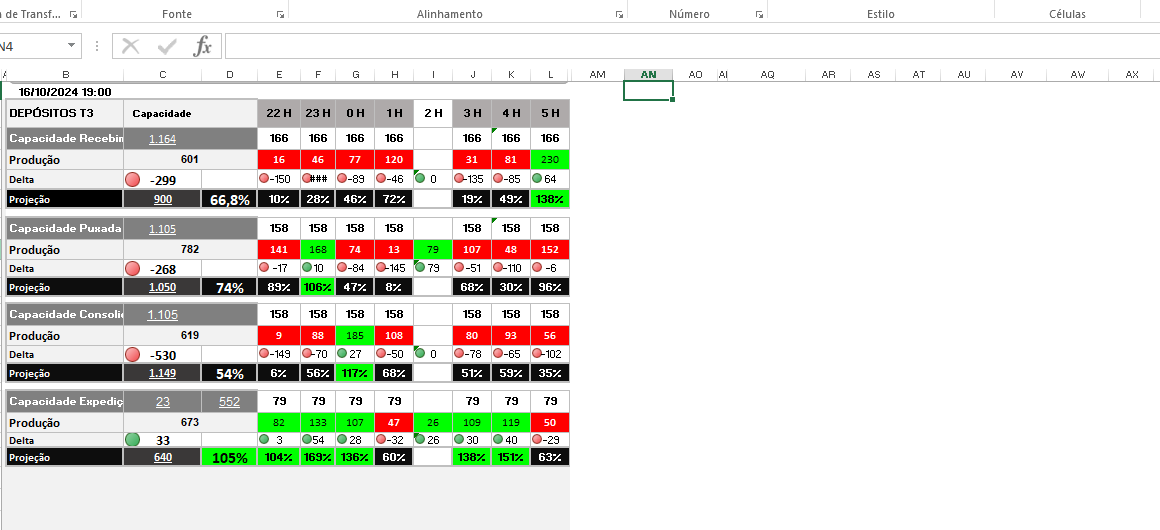 a de Transf...
Fonte
Alinhamento
Número
Estilo
Células
N4
fx
A B C D E F G H I J K L AM AN AO AI AQ AR AS AT AU AV AW AX
16/10/2024 19:00
DEPÓSITOS T3 Capacidade 22 H 23 H 0 H 1 H 2 H 3 H 4 H 5 H
Capacidade Recebin 1.164 166 166 166 166 166 166 166
Produção 601 16 46 77 120 31 81 230
Delta -299 -150 ### -89 -46 0 -135 -85 64
Projeção 900 66,8% 10% 28% 46% 72% 19% 49% 138%
Capacidade Puxada 1.105 158 158 158 158 158 158 158
Produção 782 141 168 74 13 79 107 48 152
Delta -268 -17 10 -84 -145 79 -51 -110 -6
Projeção 1.050 74% 89% 106% 47% 8% 68% 30% 96%
Capacidade Consolid 1.105 158 158 158 158 158 158 158
Produção 619 9 88 185 108 80 93 56
Delta -530 -149 -70 27 -50 0 -78 -65 -102
Projeção 1.149 54% 6% 56% 117% 68% 51% 59% 35%
Capacidade Expediç 23 552 79 79 79 79 79 79 79
Produção 673 82 133 107 47 26 109 119 50
Delta 33 3 54 28 -32 26 30 40 -29
Projeção 640 105% 104% 169% 136% 60% 138% 151% 63%